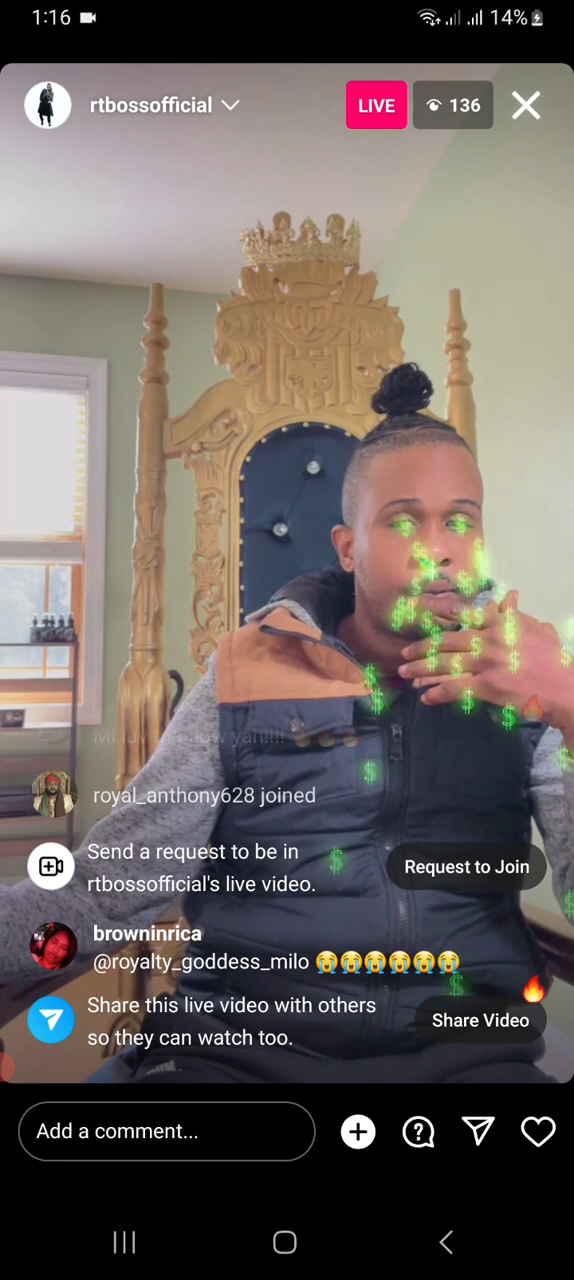 1:16
14%
rtbossofficial
LIVE
136
royal_anthony628 joined
Send a request to be in
rtbossofficial's live video.
Request to Join
browninrica
@royalty_goddess_milo 😭😭😭😭😭😭
Share this live video with others
so they can watch too.
Share Video
Add a comment...